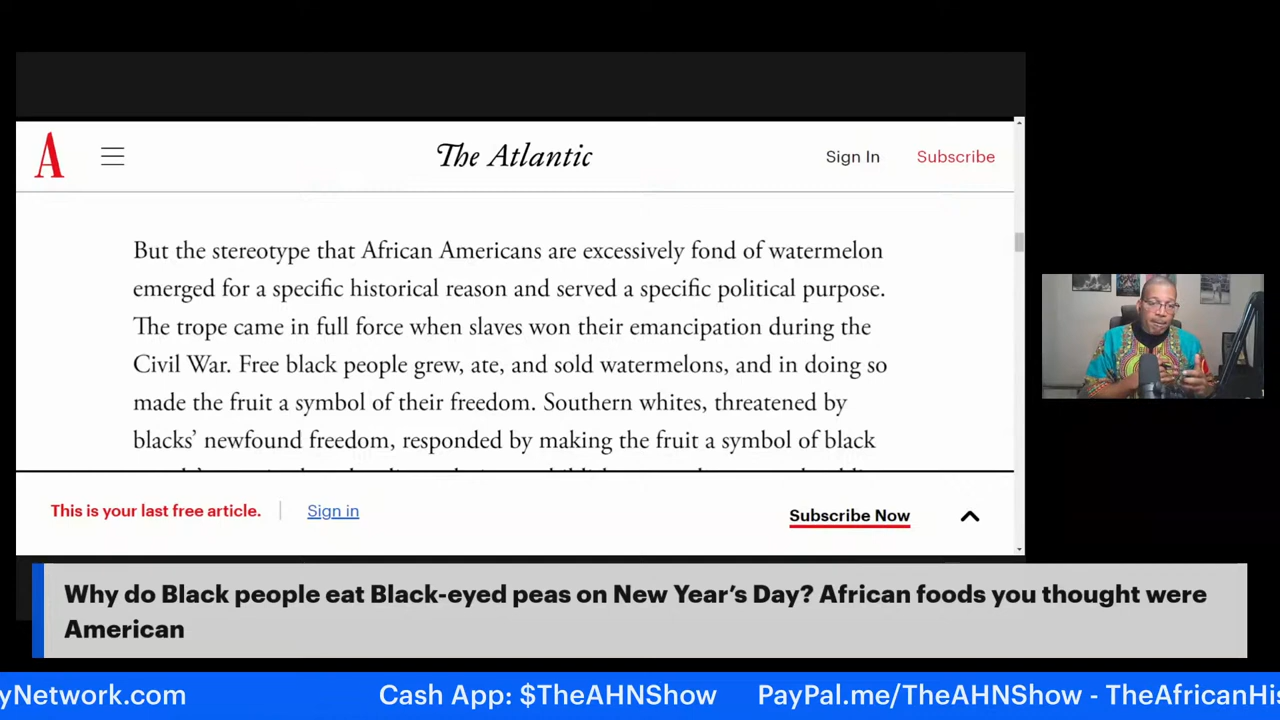 A
The Atlantic
Sign In
Subscribe
But the stereotype that African Americans are excessively fond of watermelon
emerged for a specific historical reason and served a specific political purpose.
The trope came in full force when slaves won their emancipation during the
Civil War. Free black people grew, ate, and sold watermelons, and in doing so
made the fruit a symbol of their freedom. Southern whites, threatened by
blacks’ newfound freedom, responded by making the fruit a symbol of black
This is your last free article.
Sign in
Subscribe Now
Why do Black people eat Black-eyed peas on New Year’s Day? African foods you thought were
American
yNetwork.com
Cash App: $TheAHNShow
PayPal.me/TheAHNShow - TheAfricanHis